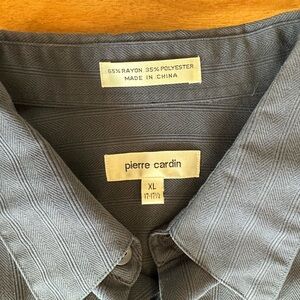 65% RAYON 35% POLYESTER
MADE IN CHINA
pierre cardin
XL
17-17½